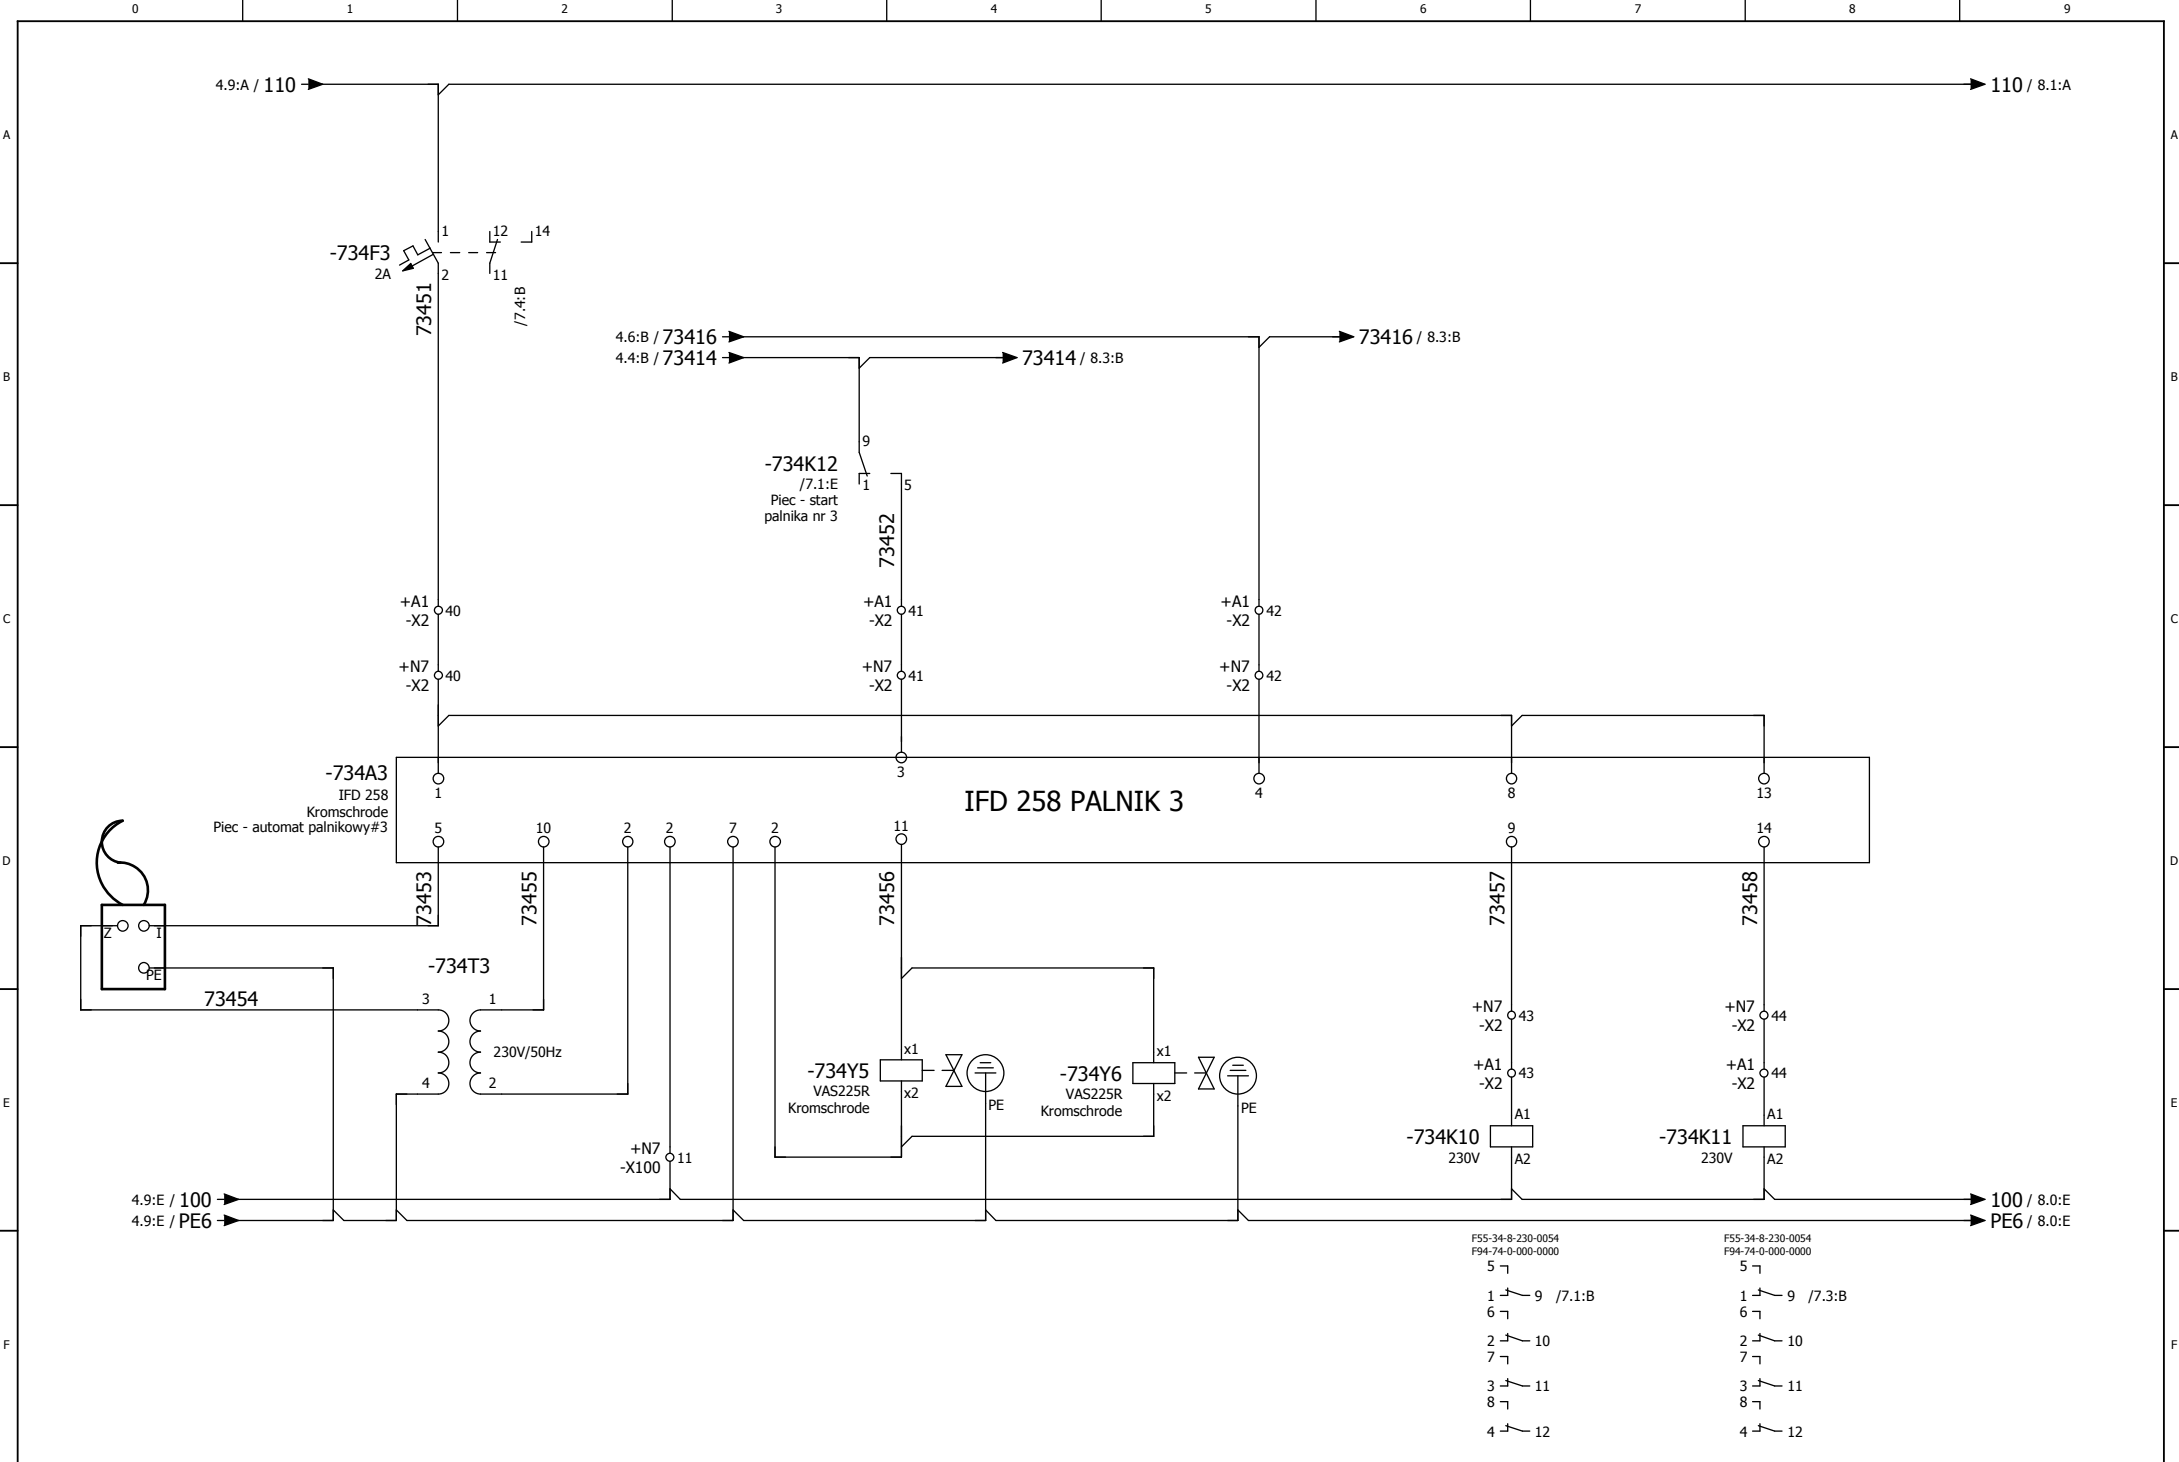 0 1 2 3 4 5 6 7 8 9
4.9:A / 110
110 / 8.1:A
A A
1 12 14
-734F3
2A
2 11
73451
/7.4:B
4.6:B / 73416
73416 / 8.3:B
4.4:B / 73414
73414 / 8.3:B
B B
9
-734K12
/7.1:E
1 5
Piec - start
palnika nr 3
73452
+A1 +A1 +A1
40 41 42
-X2 -X2 -X2
C C
+N7 +N7 +N7
40 41 42
-X2 -X2 -X2
-734A3
IFD 258
Kromschrode
Piec - automat palnikowy#3
1 3 4 8 13
IFD 258 PALNIK 3
5 10 2 2 7 2 11 9 14
D D
73453 73455 73456 73457 73458
Z I
PE
-734T3
73454
3 1
230V/50Hz
4 2
+N7 +N7
43 44
-X2 -X2
x1 x1
-734Y5
VAS225R
Kromschrode
x2
PE
-734Y6
VAS225R
Kromschrode
x2
PE
+A1 +A1
43 44
-X2 -X2
E E
A1 A1
-734K10 -734K11
230V 230V
A2 A2
+N7
11
-X100
4.9:E / 100
100 / 8.0:E
4.9:E / PE6
PE6 / 8.0:E
F55-34-8-230-0054 F55-34-8-230-0054
F94-74-0-000-0000 F94-74-0-000-0000
5 5
1 9 /7.1:B 1 9 /7.3:B
6 6
2 10 2 10
F F
7 7
3 11 3 11
8 8
4 12 4 12